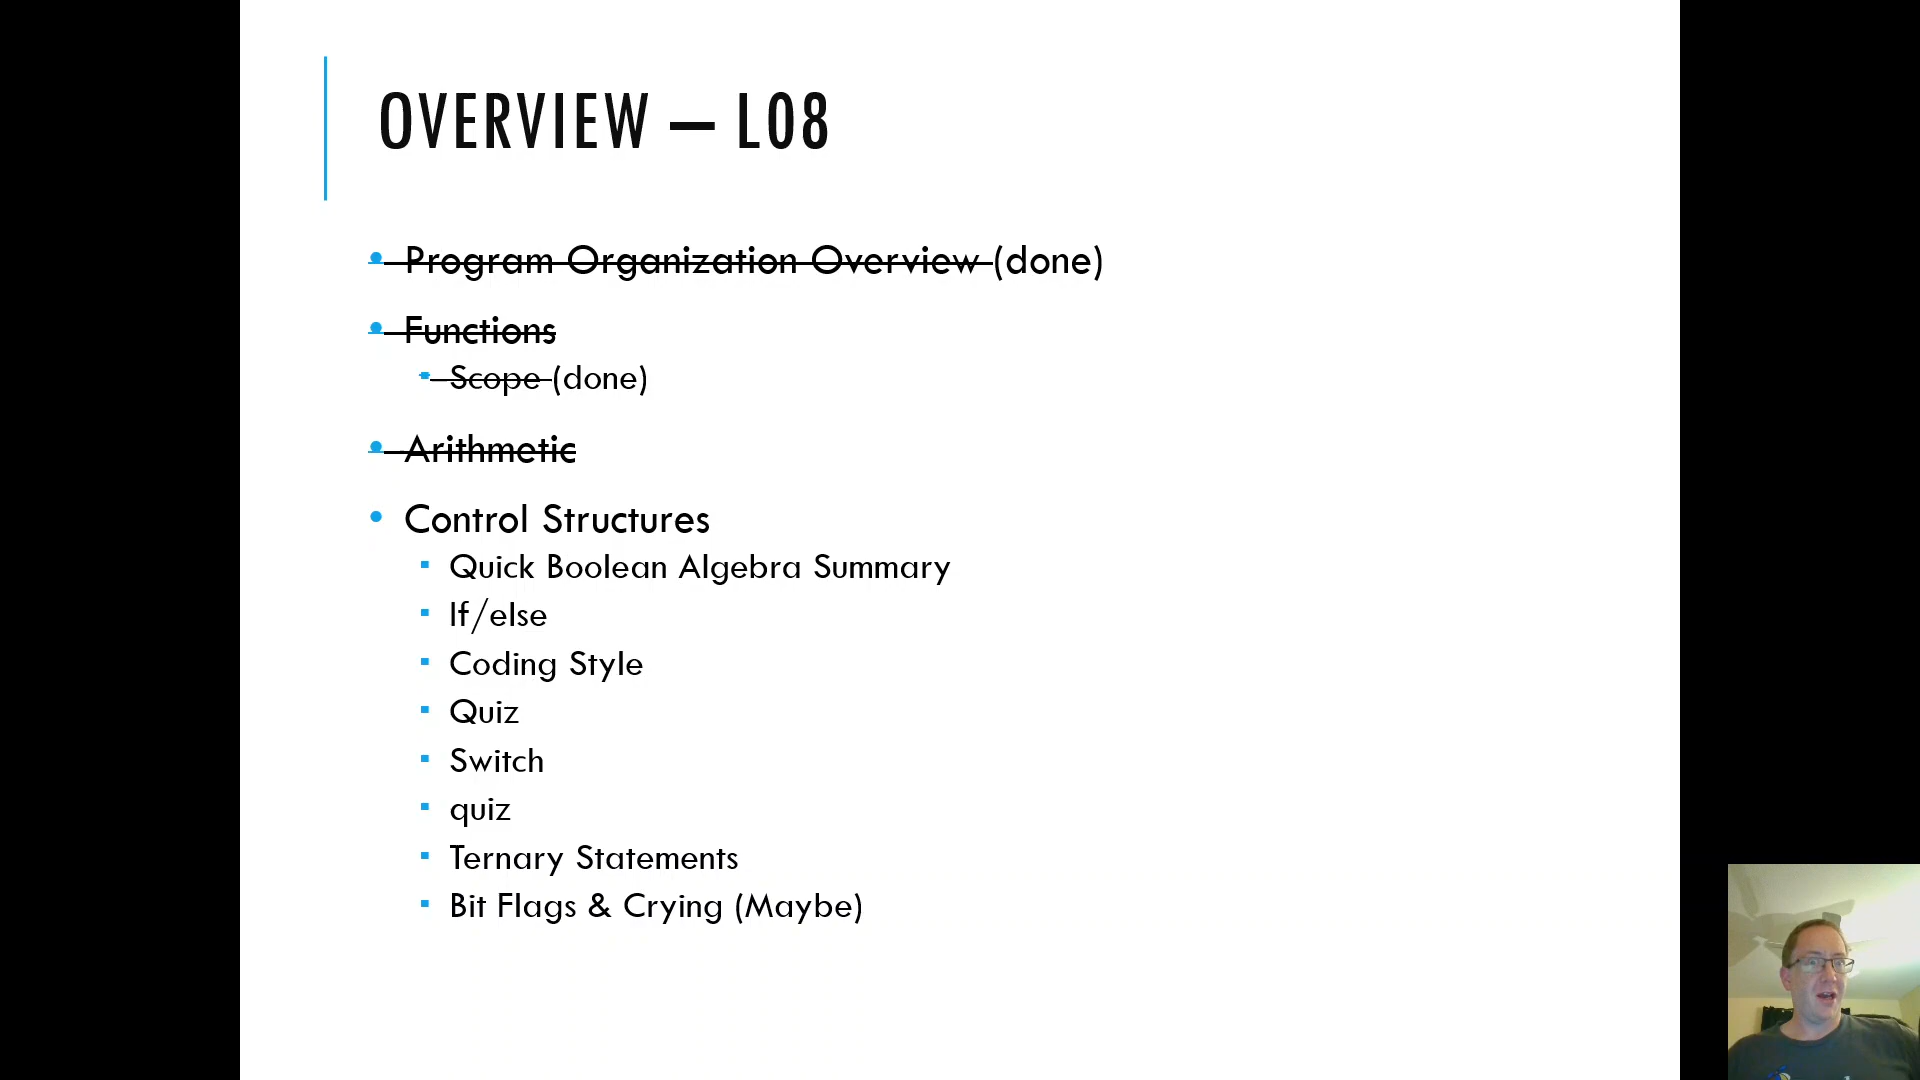 OVERVIEW – L08
Program Organization Overview (done)
Functions
Scope (done)
Arithmetic
Control Structures
Quick Boolean Algebra Summary
If/else
Coding Style
Quiz
Switch
quiz
Ternary Statements
Bit Flags & Crying (Maybe)